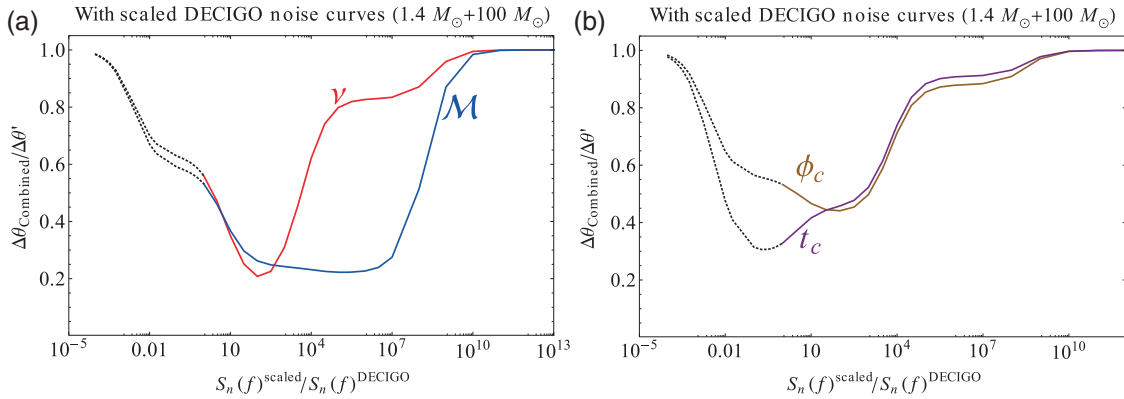 (a) With scaled DECIGO noise curves (1.4 M⊙+100 M⊙)
1.0
0.8
0.6
0.4
0.2
Δθ_Combined/Δθ'
ν
ℳ
10^-5 0.01 10 10^4 10^7 10^10 10^13
S_n(f)^scaled/S_n(f)^DECIGO
(b) With scaled DECIGO noise curves (1.4 M⊙+100 M⊙)
1.0
0.8
0.6
0.4
0.2
Δθ_Combined/Δθ'
ϕ_c
t_c
10^-5 0.01 10 10^4 10^7 10^10
S_n(f)^scaled/S_n(f)^DECIGO